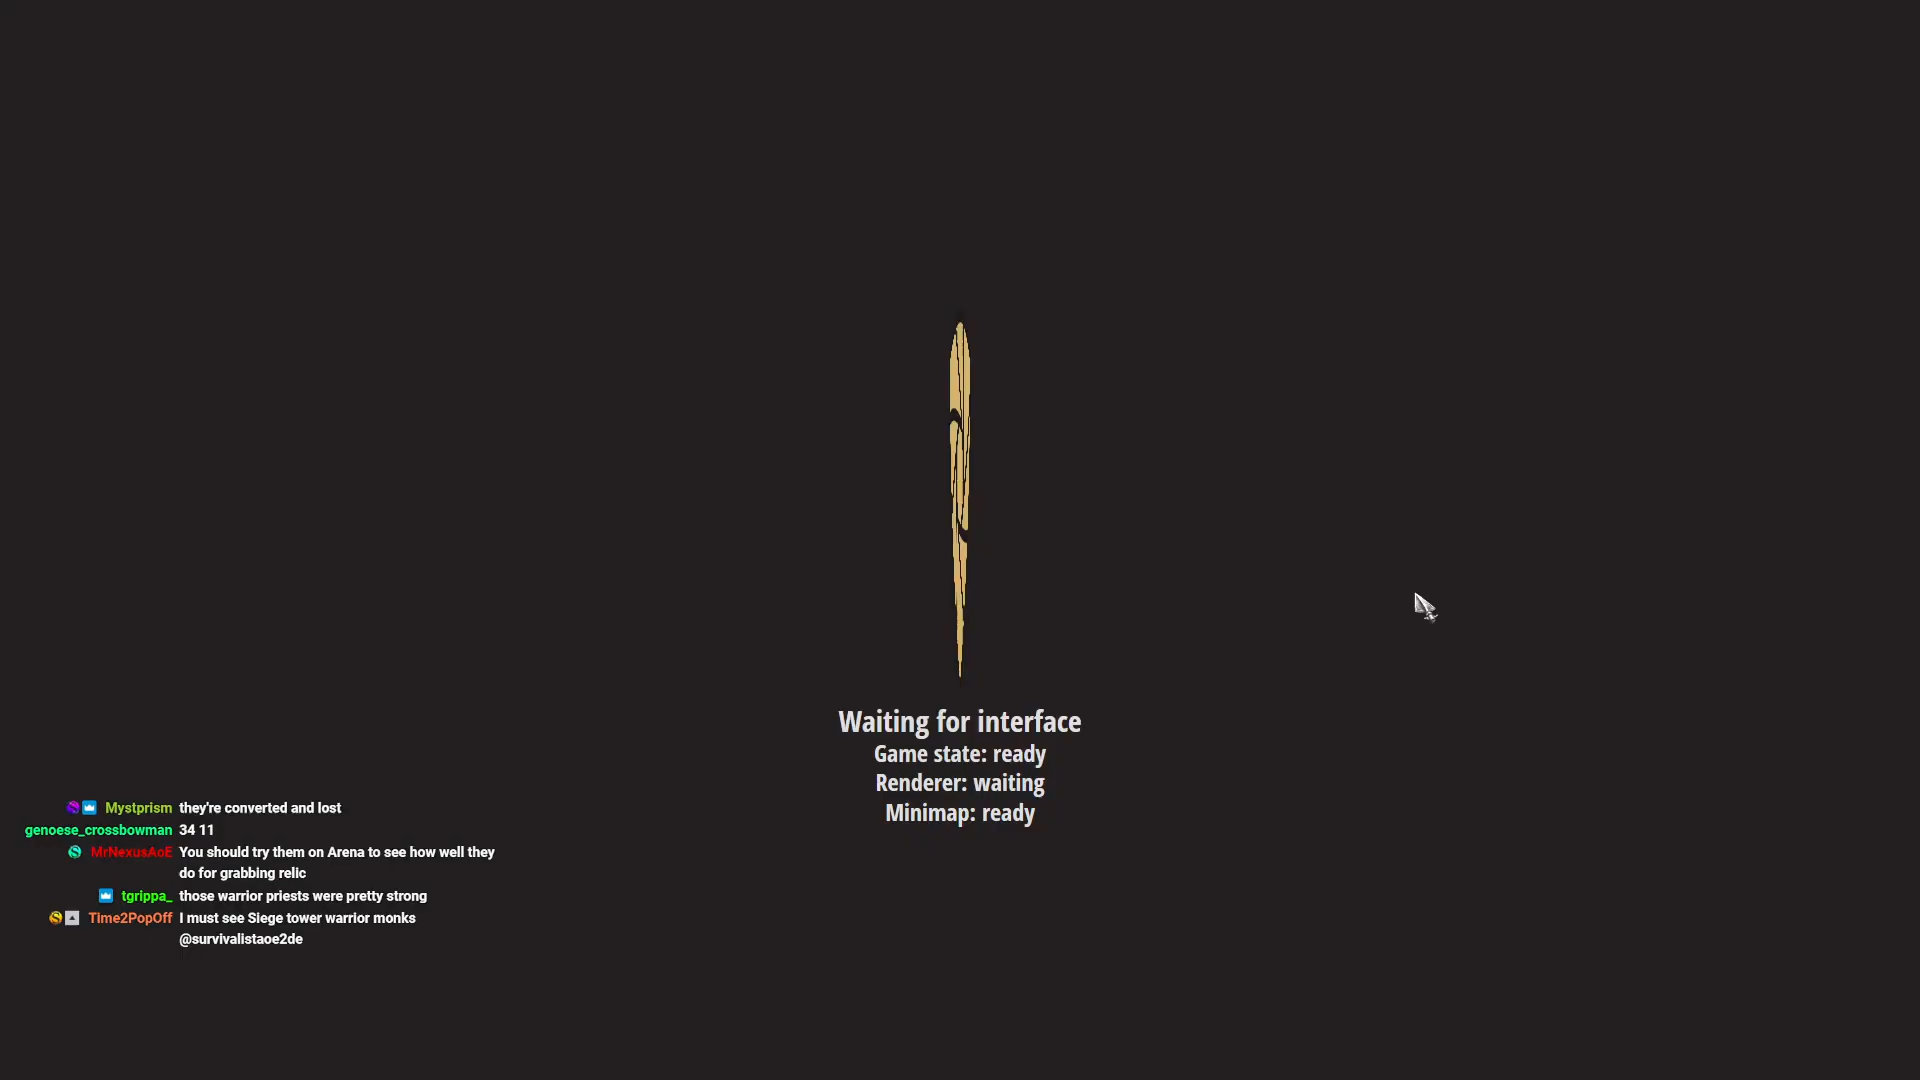 Waiting for interface
Game state: ready
Renderer: waiting
Minimap: ready
Mystprism they're converted and lost
genoese_crossbowman 34 11
MrNexusAoE You should try them on Arena to see how well they
do for grabbing relic
tgrippa_ those warrior priests were pretty strong
Time2PopOff I must see Siege tower warrior monks
@survivalistaoe2de